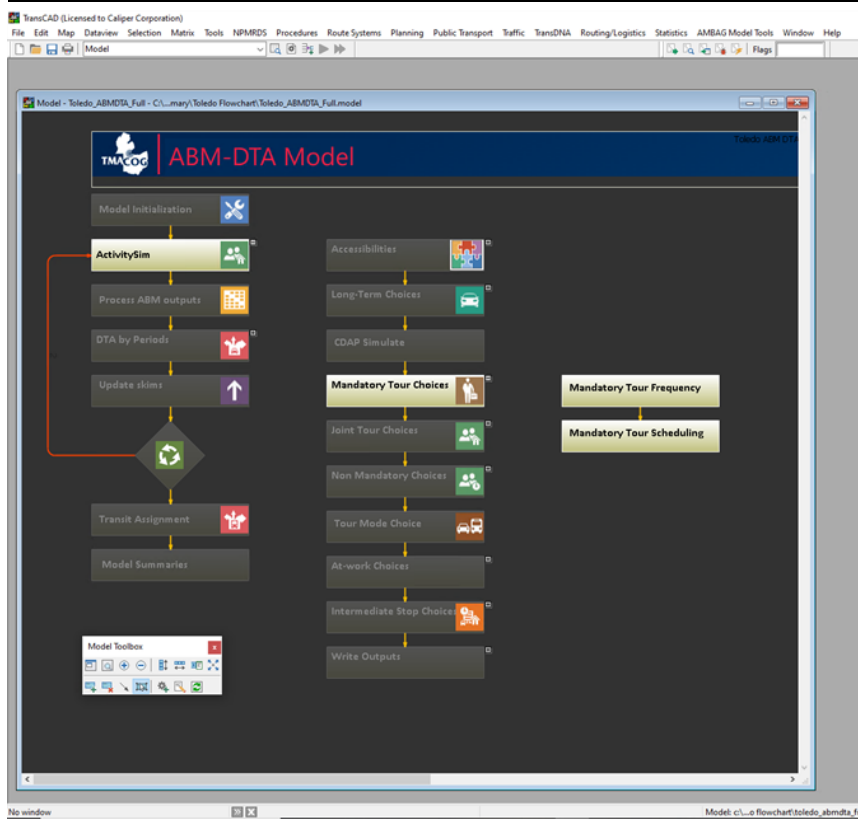 TransCAD (Licensed to Caliper Corporation)
File Edit Map Dataview Selection Matrix Tools NPMRDS Procedures Route Systems Planning Public Transport Traffic TransDNA Routing/Logistics Statistics AMBAG Model Tools Window Help
Model Flags
Model - Toledo_ABMDTA_Full - C:\...mary\Toledo Flowchart\Toledo_ABMDTA_Full.model
TMACOG ABM-DTA Model
Toledo ABM DTA
Model Initialization
ActivitySim
Process ABM outputs
DTA by Periods
Update skims
Transit Assignment
Model Summaries
Accessibilities
Long-Term Choices
CDAP Simulate
Mandatory Tour Choices
Joint Tour Choices
Non Mandatory Choices
Tour Mode Choice
At-work Choices
Intermediate Stop Choices
Write Outputs
Mandatory Tour Frequency
Mandatory Tour Scheduling
Model Toolbox
No window
Model: c:\...o flowchart\toledo_abmdta_f